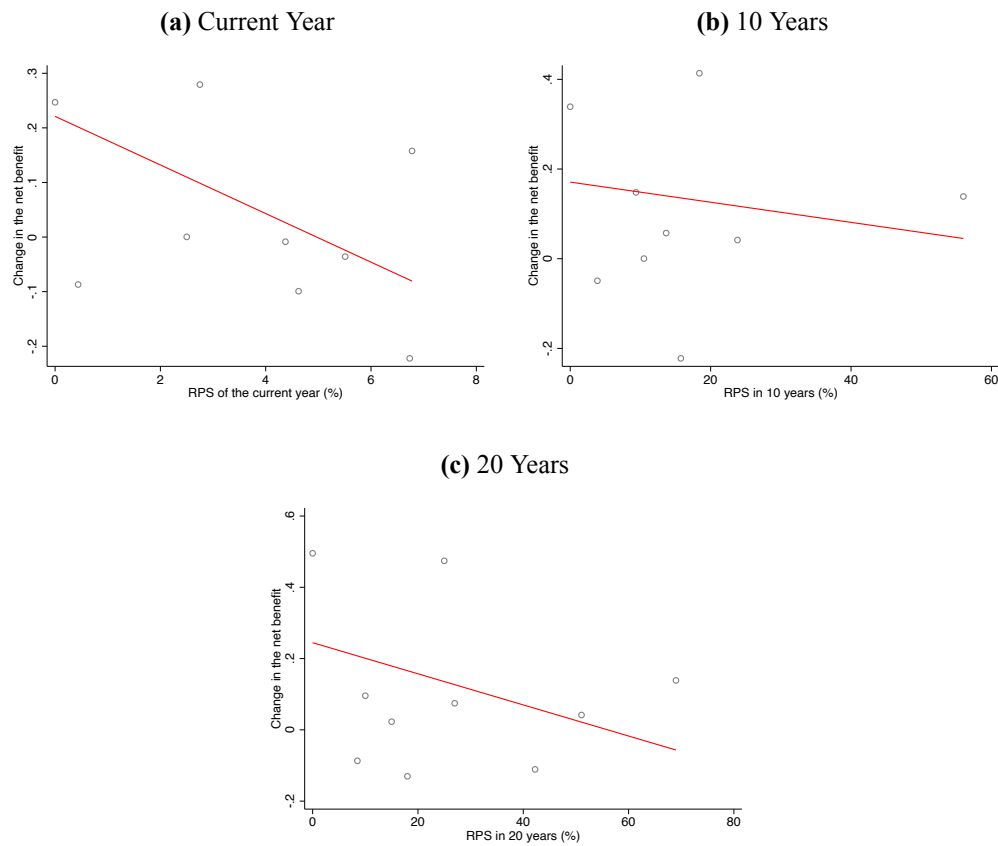 (a) Current Year
Change in the net benefit
.3
.2
.1
0
-.1
-.2
0 2 4 6 8
RPS of the current year (%)
(b) 10 Years
Change in the net benefit
.4
.2
0
-.2
0 20 40 60
RPS in 10 years (%)
(c) 20 Years
Change in the net benefit
.6
.4
.2
0
-.2
0 20 40 60 80
RPS in 20 years (%)